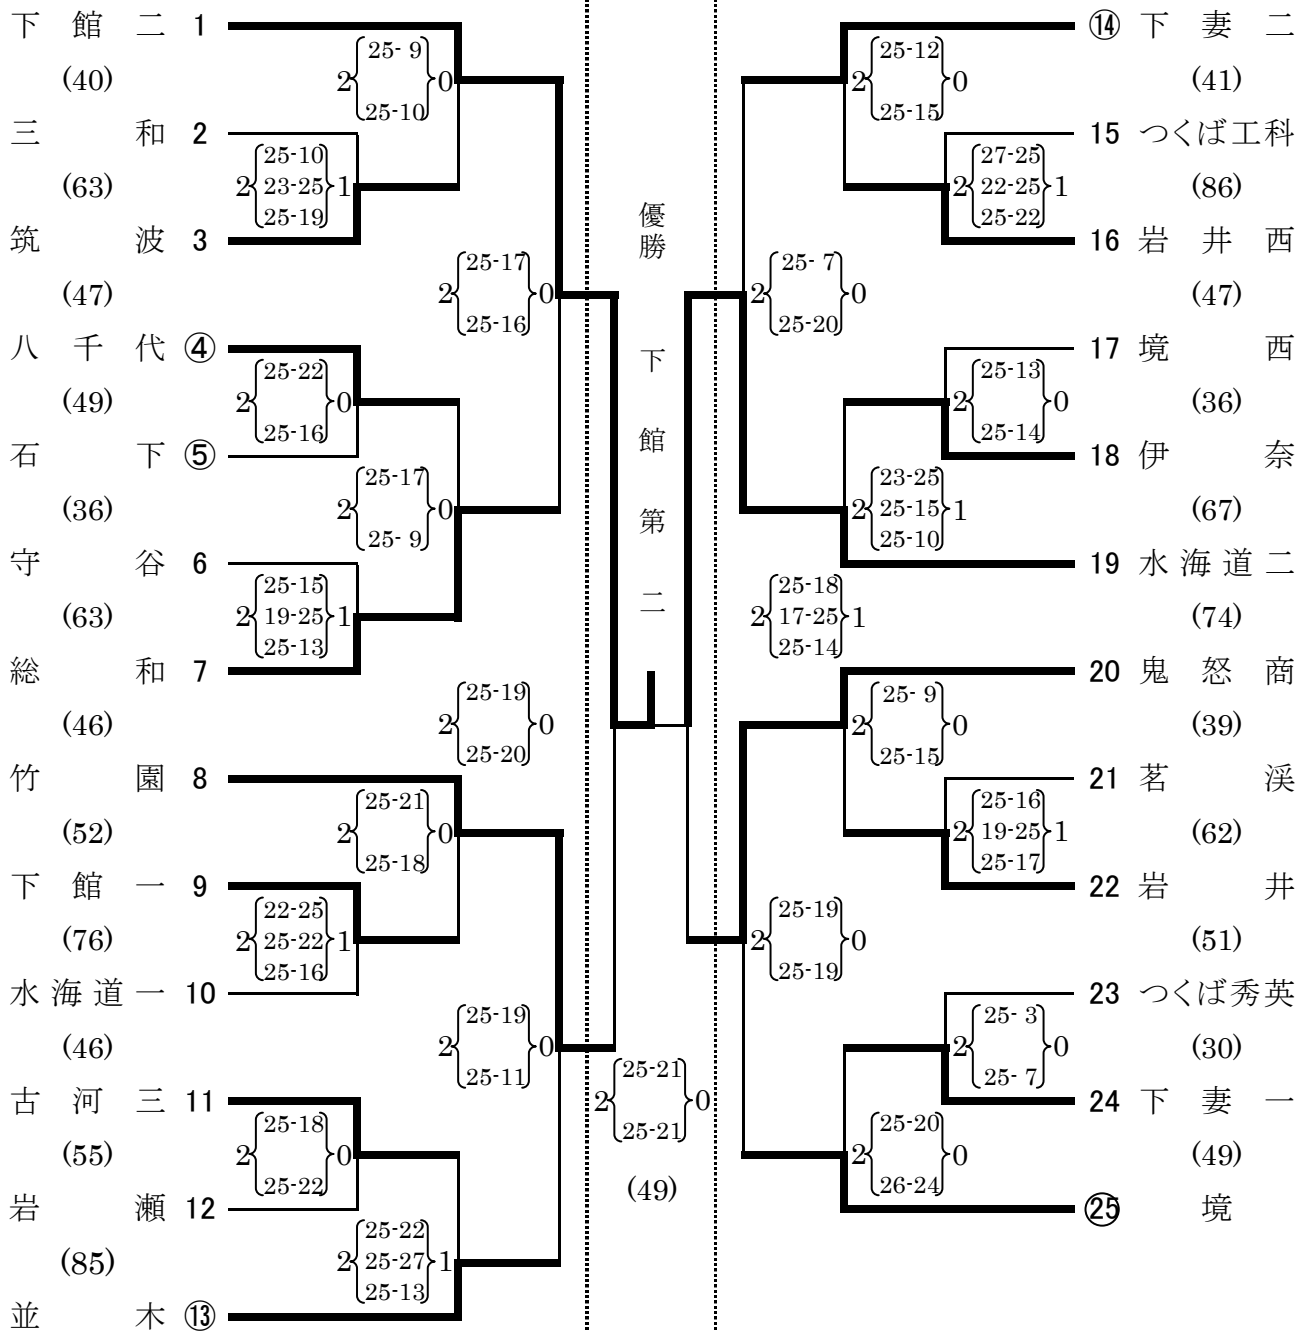 下館二 1
(40)
三和 2
(63)
筑波 3
(47)
八千代 ④
(49)
石下 ⑤
(36)
守谷 6
(63)
総和 7
(46)
竹園 8
(52)
下館一 9
(76)
水海道一 10
(46)
古河三 11
(55)
岩瀬 12
(85)
並木 ⑬
2 25- 9 0
25-10
25-10
2 23-25 1
25-19
2 25-17 0
25-16
2 25-22 0
25-16
2 25-17 0
25- 9
25-15
2 19-25 1
25-13
2 25-19 0
25-20
2 25-21 0
25-18
22-25
2 25-22 1
25-16
2 25-19 0
25-11
2 25-18 0
25-22
25-22
2 25-27 1
25-13
優勝
下館第二
2 25-21 0
25-21
(49)
2 25-12 0
25-15
27-25
2 22-25 1
25-22
2 25- 7 0
25-20
2 25-13 0
25-14
23-25
2 25-15 1
25-10
25-18
2 17-25 1
25-14
2 25- 9 0
25-15
25-16
2 19-25 1
25-17
2 25-19 0
25-19
2 25- 3 0
25- 7
2 25-20 0
26-24
⑭ 下妻二
(41)
15 つくば工科
(86)
16 岩井西
(47)
17 境西
(36)
18 伊奈
(67)
19 水海道二
(74)
20 鬼怒商
(39)
21 茗渓
(62)
22 岩井
(51)
23 つくば秀英
(30)
24 下妻一
(49)
㉕ 境